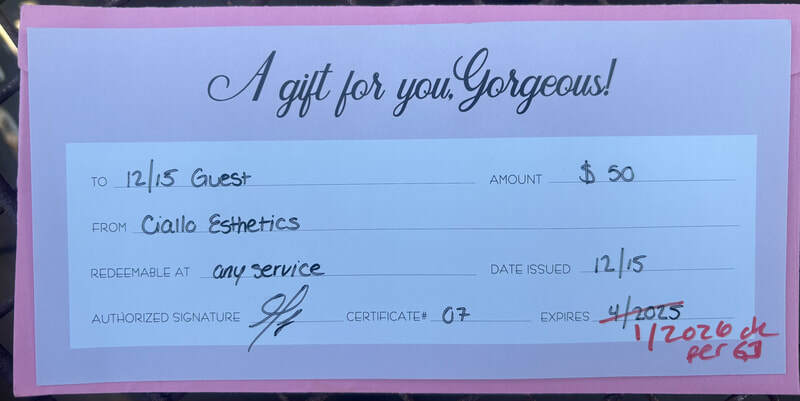 A gift for you, Gorgeous!
TO 12/15 Guest AMOUNT $ 50
FROM Ciallo Esthetics
REDEEMABLE AT any service DATE ISSUED 12/15
AUTHORIZED SIGNATURE CERTIFICATE# 07 EXPIRES 4/2025
1/2026 ok
per GJ